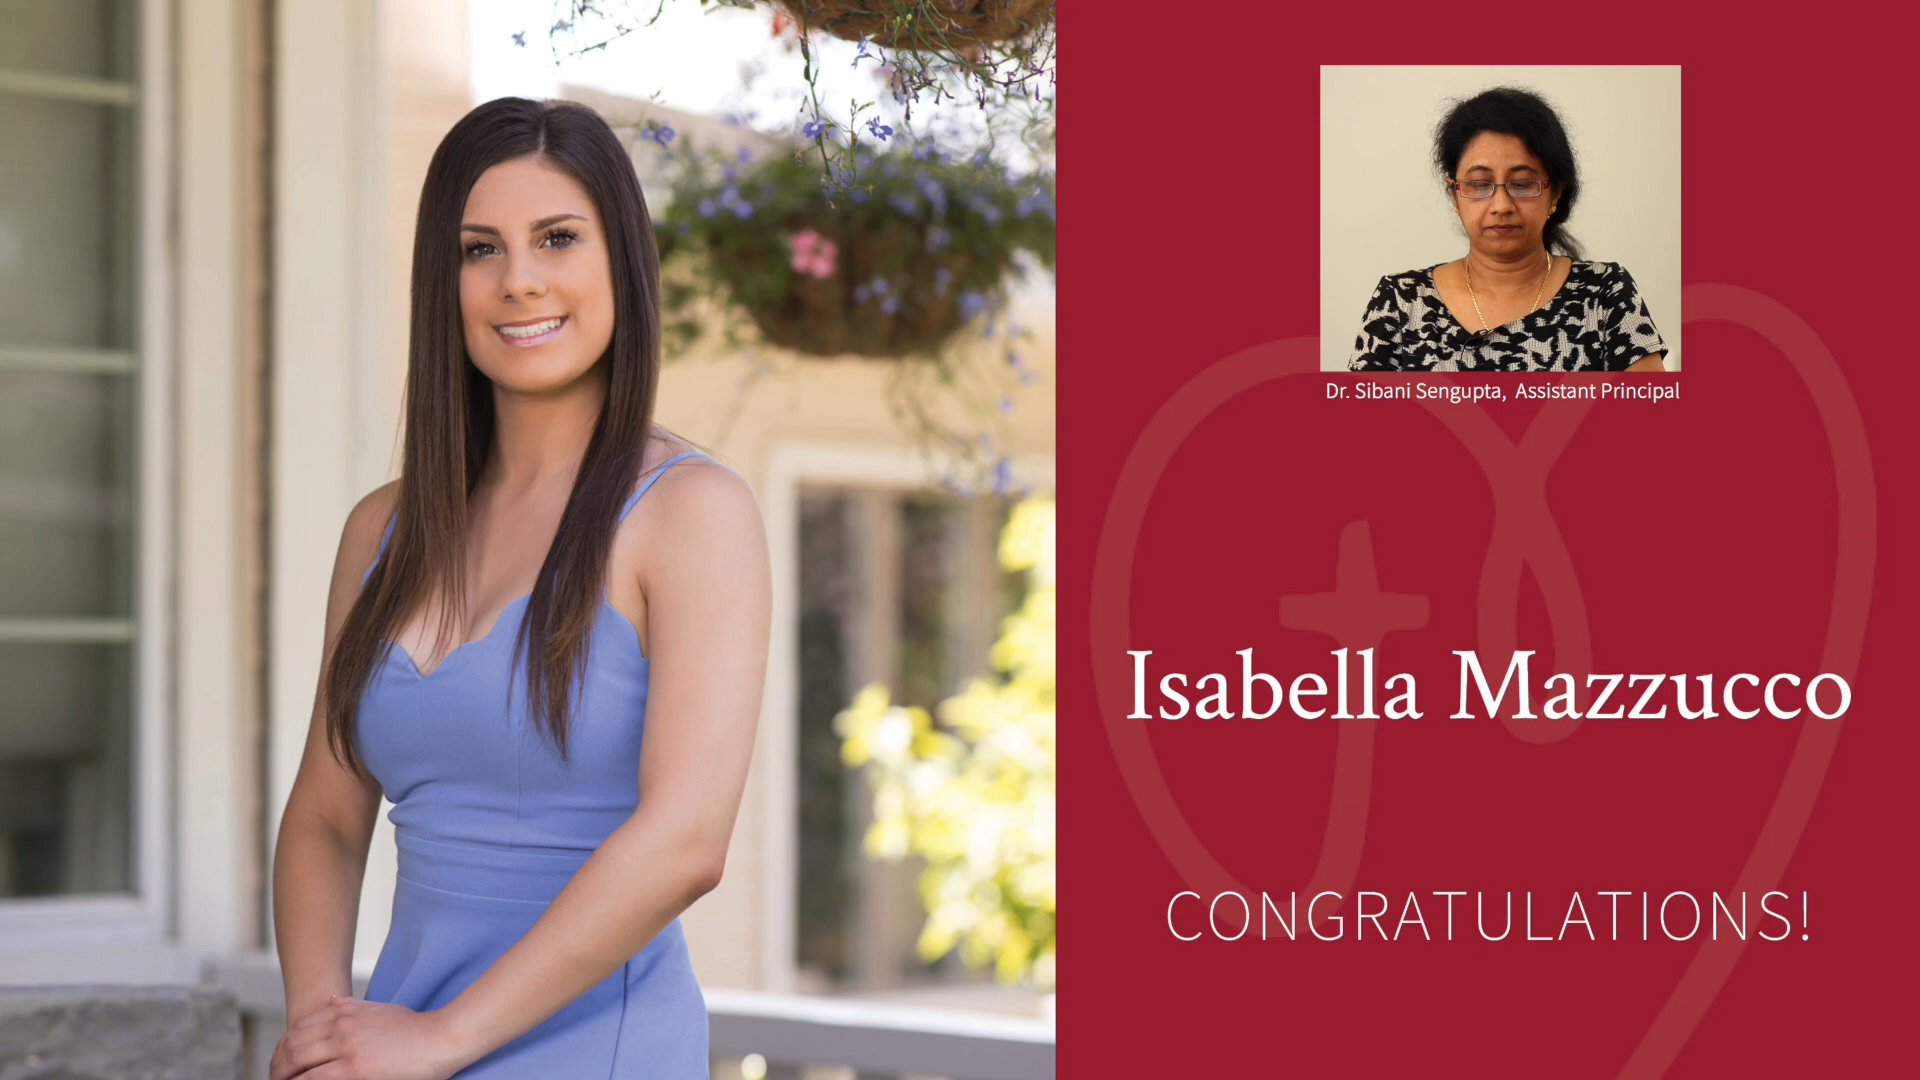 Dr. Sibani Sengupta, Assistant Principal
Isabella Mazzucco
CONGRATULATIONS!